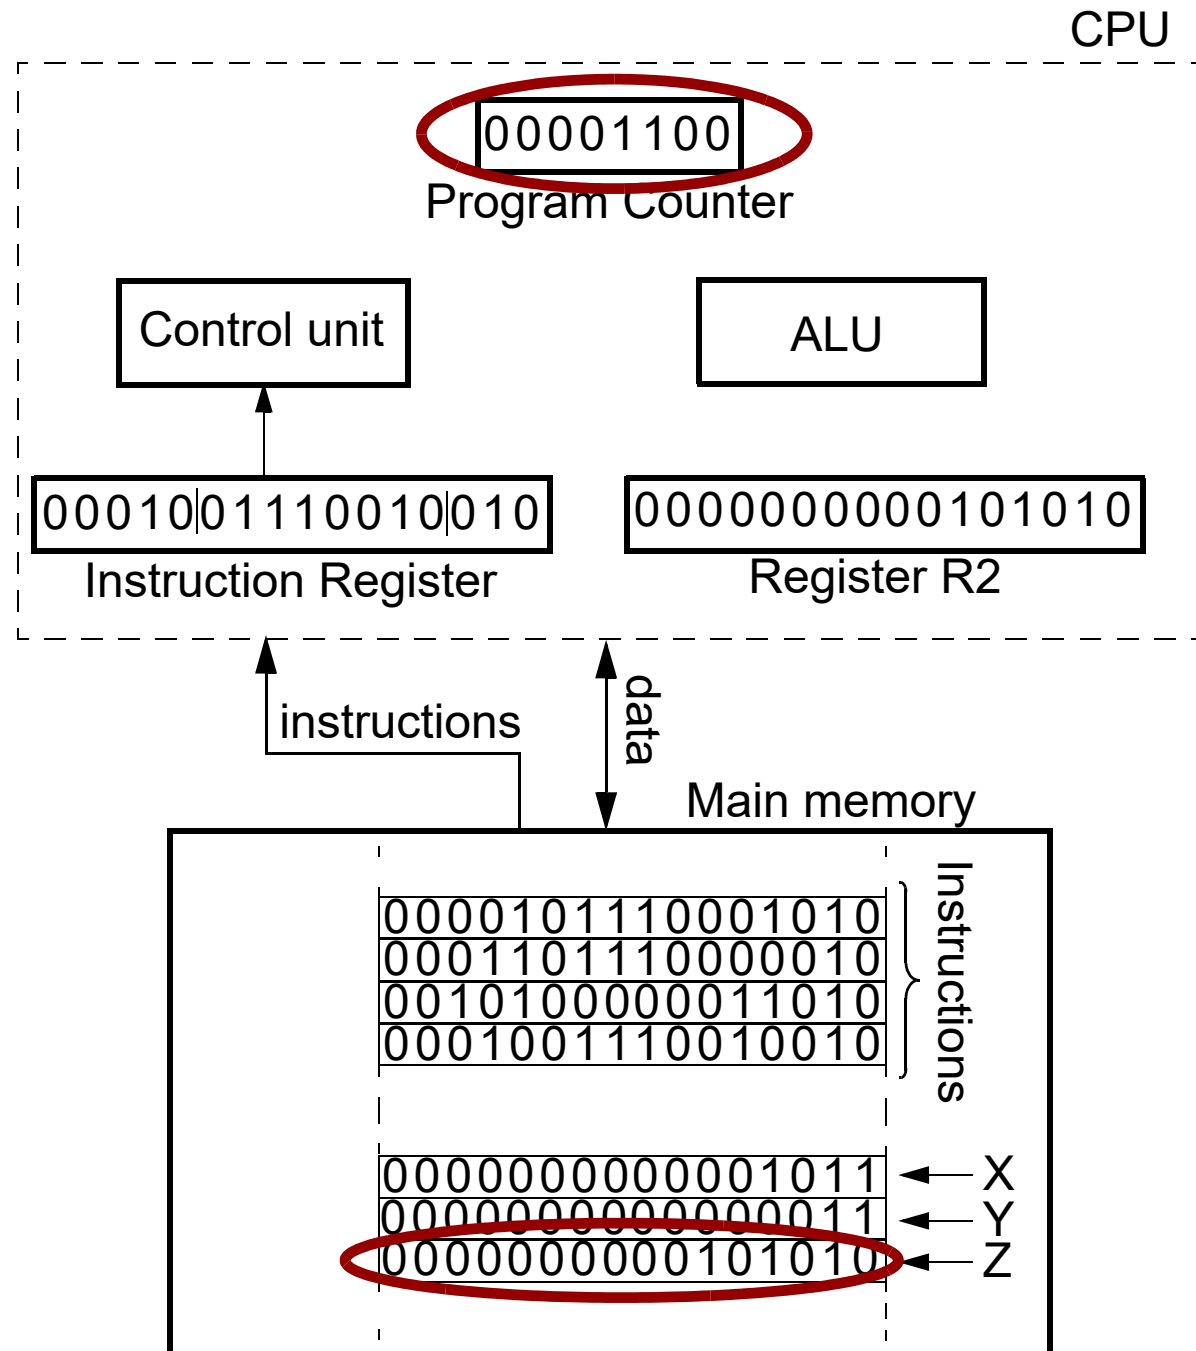 CPU
00001100
Program Counter
Control unit
ALU
00010 01110010 010
0000000000101010
Instruction Register
Register R2
instructions
data
Main memory
0000101110001010
0001101110000010
0010100000011010
0001001110010010
Instructions
0000000000001011
X
0000000000000011
Y
0000000000101010
Z